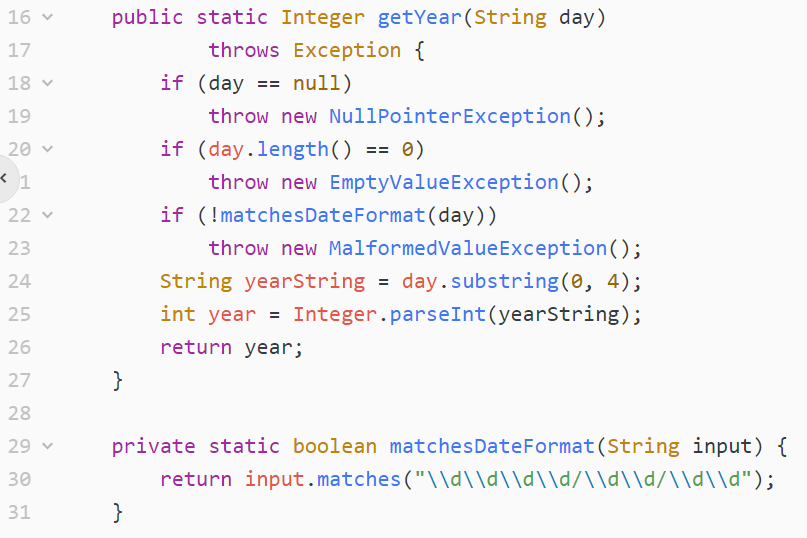 16 public static Integer getYear(String day)
17 throws Exception {
18 if (day == null)
19 throw new NullPointerException();
20 if (day.length() == 0)
1 throw new EmptyValueException();
22 if (!matchesDateFormat(day))
23 throw new MalformedValueException();
24 String yearString = day.substring(0, 4);
25 int year = Integer.parseInt(yearString);
26 return year;
27 }
28
29 private static boolean matchesDateFormat(String input) {
30 return input.matches("\\d\\d\\d\\d/\\d\\d/\\d\\d");
31 }